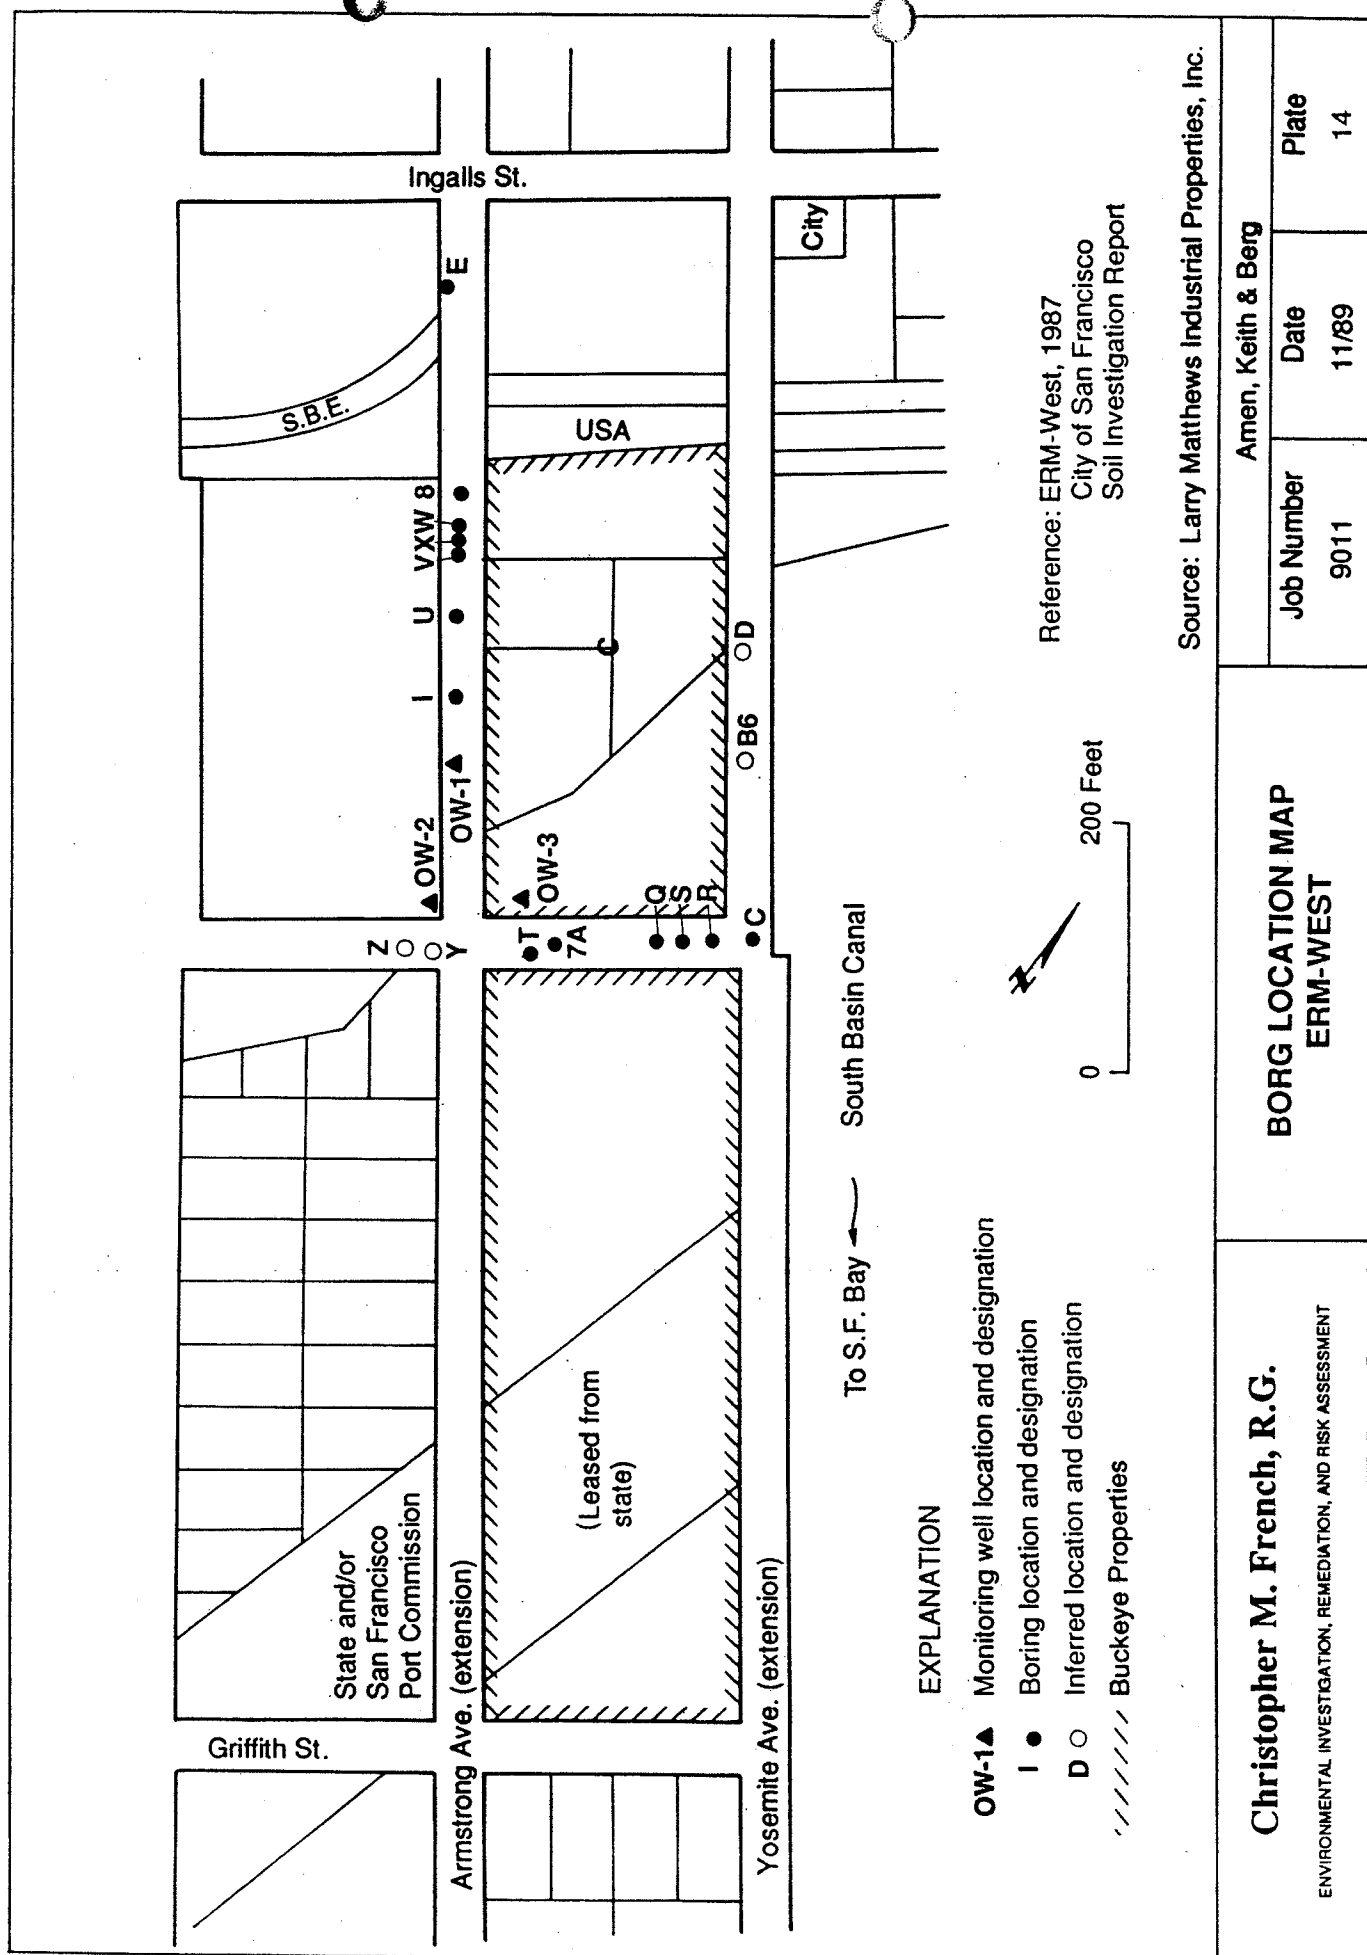 Ingalls St.
S.B.E.
E
City
USA
VXW 8
U
I
OW-1
OW-2
OW-3
C
D
B6
Z
Y
T
7A
Q
S
R
C
State and/or
San Francisco
Port Commission
(Leased from
state)
Griffith St.
Armstrong Ave. (extension)
Yosemite Ave. (extension)
To S.F. Bay
South Basin Canal
N
0
200 Feet
EXPLANATION
OW-1 Monitoring well location and designation
I Boring location and designation
D Inferred location and designation
Buckeye Properties
Reference: ERM-West, 1987
City of San Francisco
Soil Investigation Report
Source: Larry Matthews Industrial Properties, Inc.
Christopher M. French, R.G.
ENVIRONMENTAL INVESTIGATION, REMEDIATION, AND RISK ASSESSMENT
BORG LOCATION MAP
ERM-WEST
Amen, Keith & Berg
Job Number Date Plate
9011 11/89 14